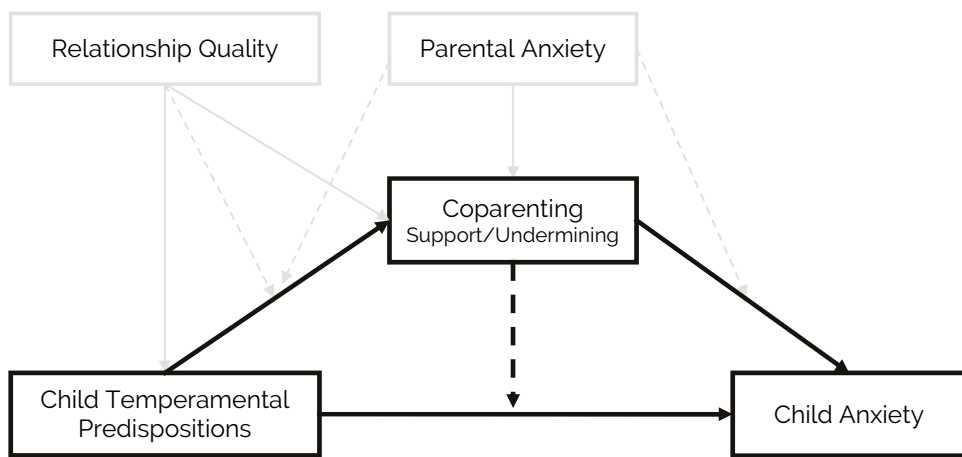 Relationship Quality
Parental Anxiety
Coparenting
Support/Undermining
Child Temperamental
Predispositions
Child Anxiety